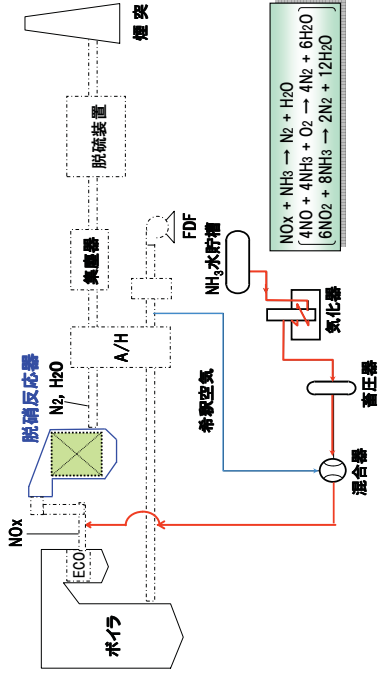 煙突
脱硫装置
集塵器
FDF
A/H
脱硝反応器
N2, H2O
NOx
ECO
ボイラ
希釈空気
NH3水貯槽
気化器
畜圧器
混合器
NOx + NH3 → N2 + H2O
4NO + 4NH3 + O2 → 4N2 + 6H2O
6NO2 + 8NH3 → 2N2 + 12H2O